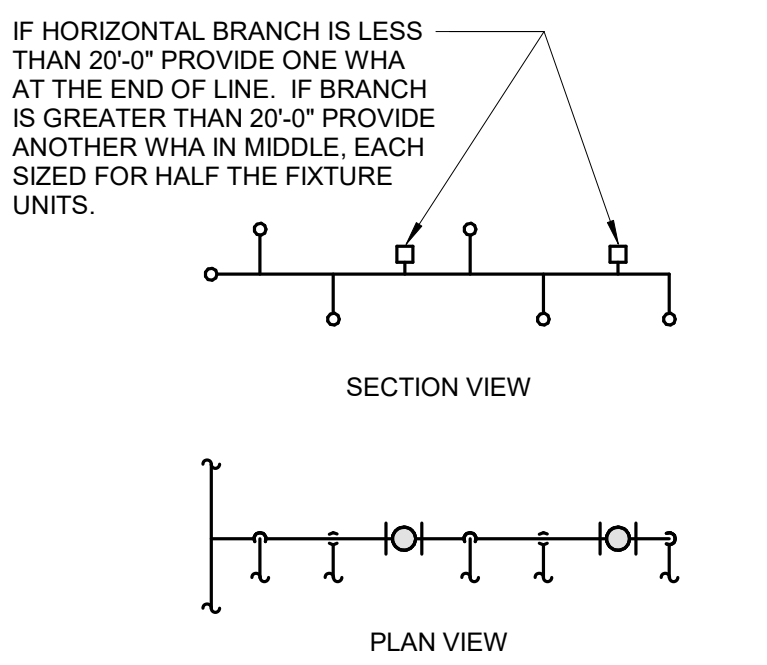 IF HORIZONTAL BRANCH IS LESS
THAN 20'-0" PROVIDE ONE WHA
AT THE END OF LINE.  IF BRANCH
IS GREATER THAN 20'-0" PROVIDE
ANOTHER WHA IN MIDDLE, EACH
SIZED FOR HALF THE FIXTURE
UNITS.
SECTION VIEW
PLAN VIEW